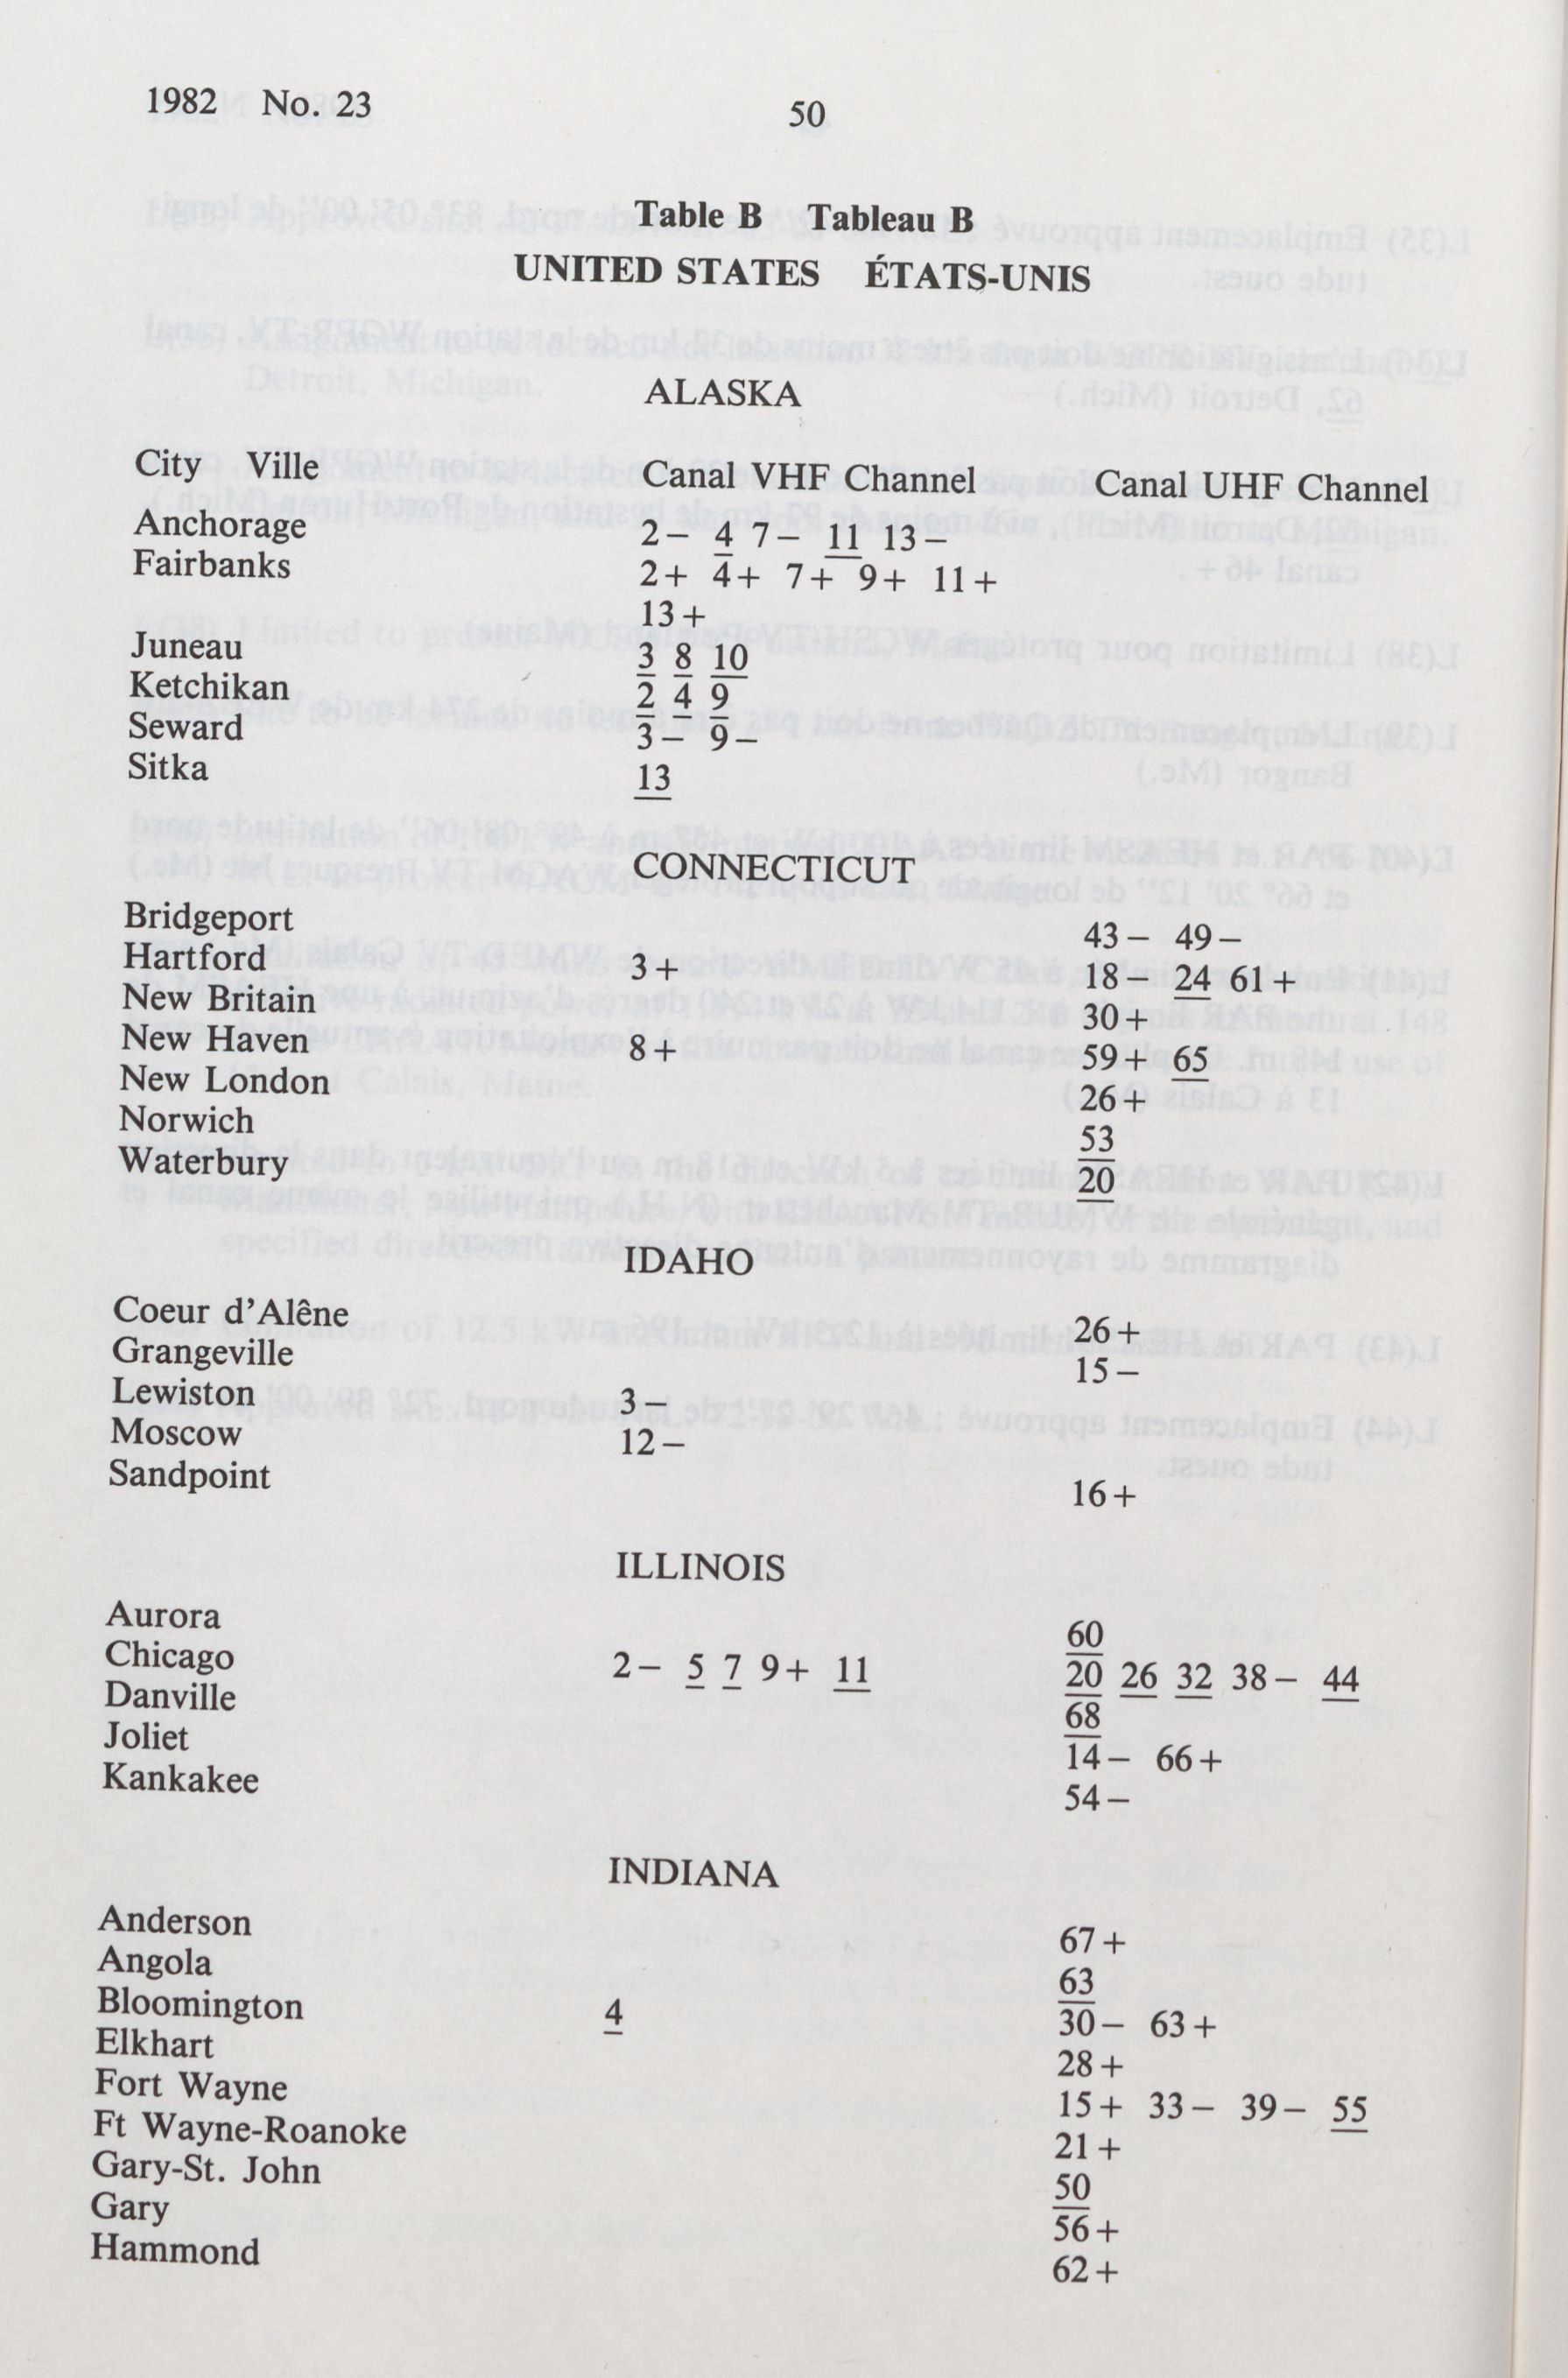 1982 No. 23
50
Table B Tableau B
UNITED STATES ÉTATS-UNIS
ALASKA
City Ville Canal VHF Channel Canal UHF Channel
Anchorage 2- 4 7- 11 13-
Fairbanks 2+ 4+ 7+ 9+ 11+
13+
Juneau 3 8 10
Ketchikan 2 4 9
Seward 3- 9-
Sitka 13
CONNECTICUT
Bridgeport 43- 49-
Hartford 3+ 18- 24 61+
New Britain 30+
New Haven 8+ 59+ 65
New London 26+
Norwich 53
Waterbury 20
IDAHO
Coeur d'Alêne 26+
Grangeville 15-
Lewiston 3-
Moscow 12-
Sandpoint 16+
ILLINOIS
Aurora 60
Chicago 2- 5 7 9+ 11 20 26 32 38- 44
Danville 68
Joliet 14- 66+
Kankakee 54-
INDIANA
Anderson 67+
Angola 63
Bloomington 4 30- 63+
Elkhart 28+
Fort Wayne 15+ 33- 39- 55
Ft Wayne-Roanoke 21+
Gary-St. John 50
Gary 56+
Hammond 62+